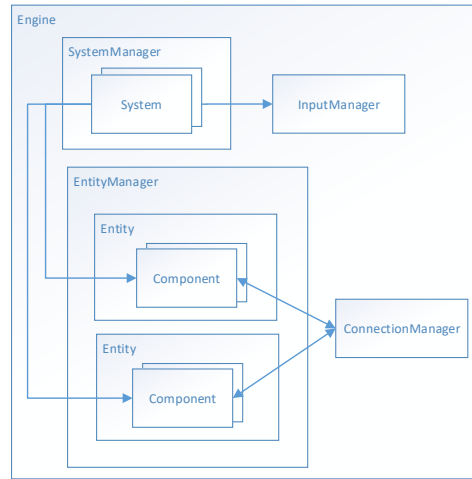 Engine
SystemManager
System
InputManager
EntityManager
Entity
Component
ConnectionManager
Entity
Component